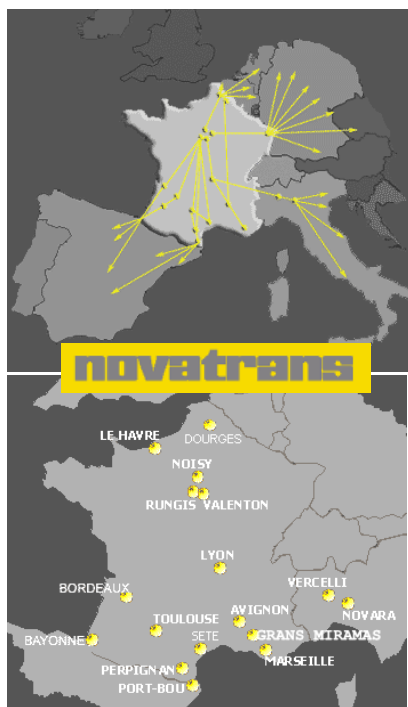 novatrans
LE HAVRE
DOURGES
NOISY
RUNGIS VALENTON
LYON
VERCELLI
NOVARA
BORDEAUX
TOULOUSE
AVIGNON
BAYONNE
SETE
GRANS MIRAMAS
MARSEILLE
PERPIGNAN
PORT-BOU